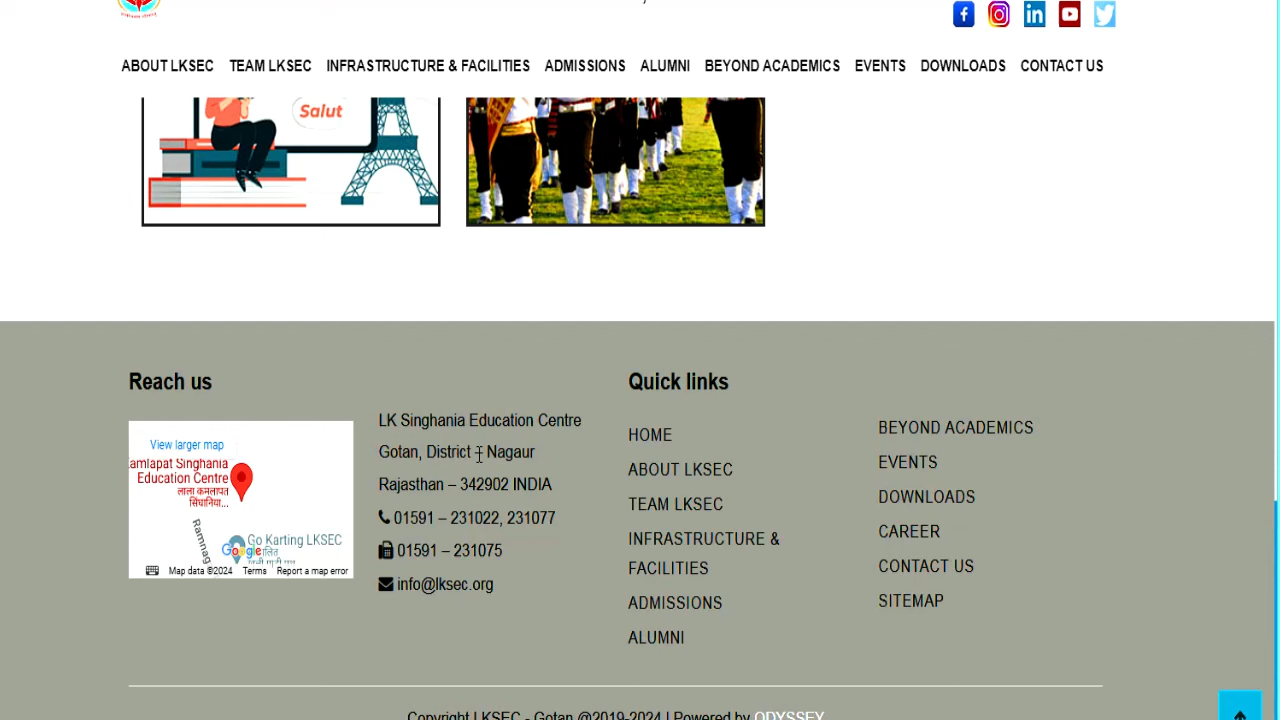 ABOUT LKSEC TEAM LKSEC INFRASTRUCTURE & FACILITIES ADMISSIONS ALUMNI BEYOND ACADEMICS EVENTS DOWNLOADS CONTACT US
Salut
Reach us
View larger map
Kamlapat Singhania
Education Centre
लाला कमलापत
सिंघानिया...
Ramnag
Go Karting LKSEC
Google
Map data ©2024 Terms Report a map error
LK Singhania Education Centre
Gotan, District – Nagaur
Rajasthan – 342902 INDIA
01591 – 231022, 231077
01591 – 231075
info@lksec.org
Quick links
HOME
ABOUT LKSEC
TEAM LKSEC
INFRASTRUCTURE &
FACILITIES
ADMISSIONS
ALUMNI
BEYOND ACADEMICS
EVENTS
DOWNLOADS
CAREER
CONTACT US
SITEMAP
Copyright LKSEC - Gotan @2019-2024 | Powered by ODYSSEY